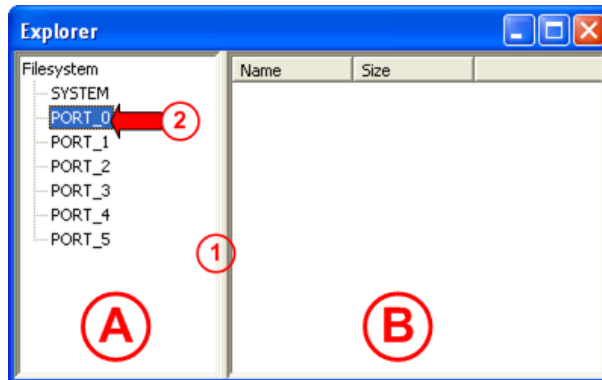 Explorer
Filesystem
Name Size
SYSTEM
PORT_0 2
PORT_1
PORT_2
PORT_3
PORT_4
PORT_5
1
A B